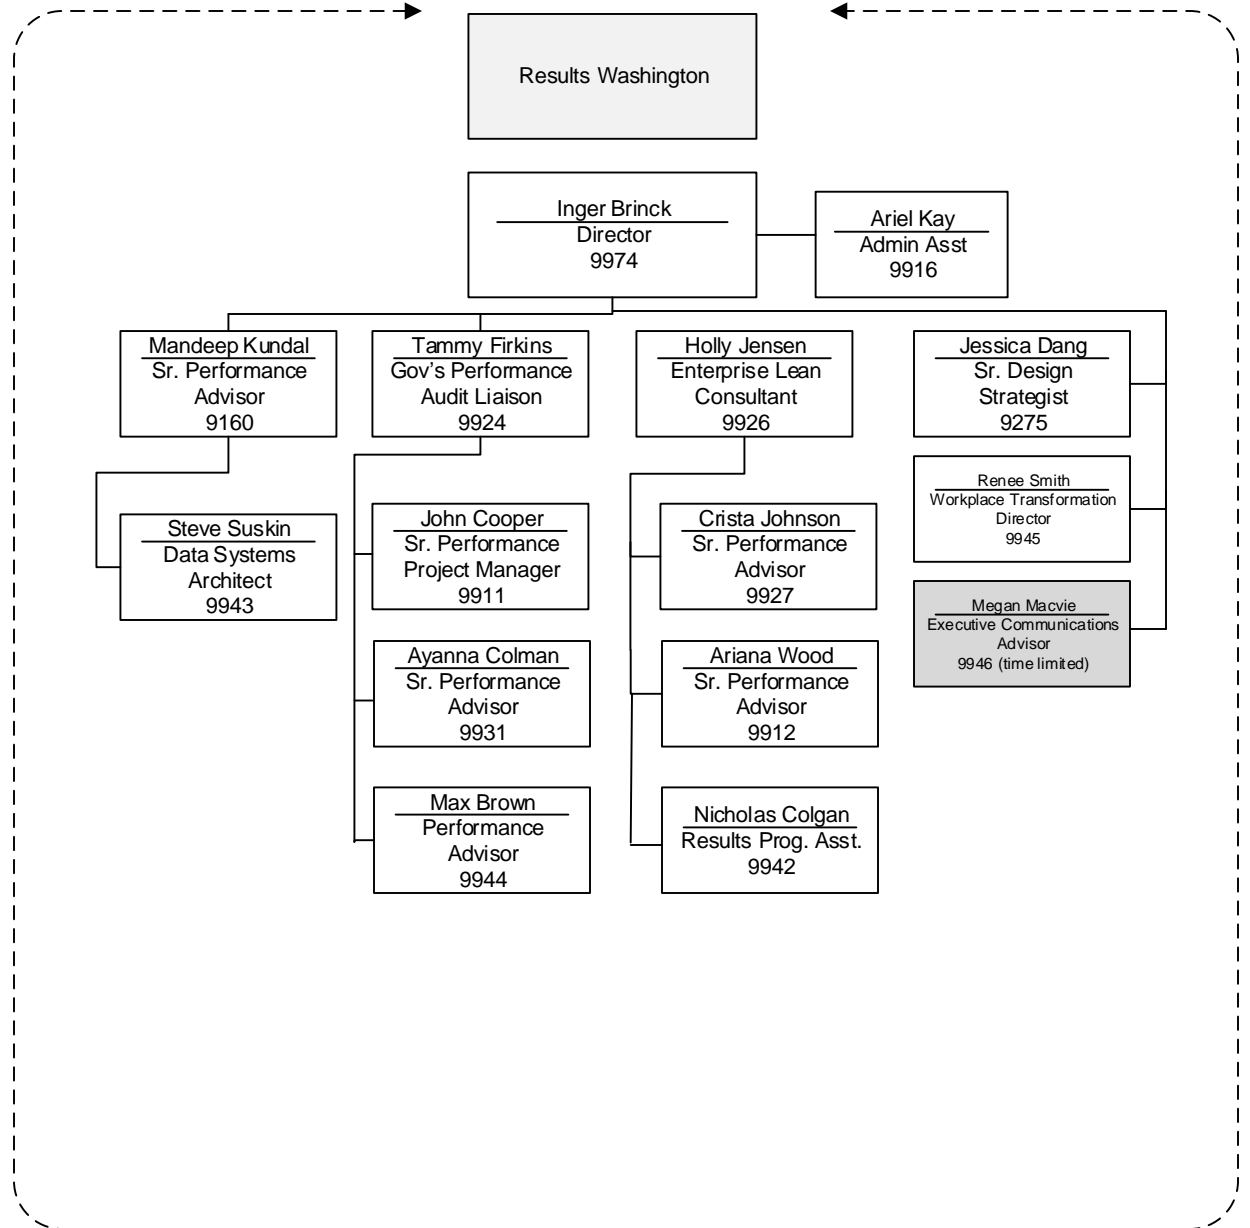 Results Washington
Inger Brinck
Director
9974
Ariel Kay
Admin Asst
9916
Mandeep Kundal
Sr. Performance
Advisor
9160
Tammy Firkins
Gov's Performance
Audit Liaison
9924
Holly Jensen
Enterprise Lean
Consultant
9926
Jessica Dang
Sr. Design
Strategist
9275
Renee Smith
Workplace Transformation
Director
9945
Megan Macvie
Executive Communications
Advisor
9946 (time limited)
Steve Suskin
Data Systems
Architect
9943
John Cooper
Sr. Performance
Project Manager
9911
Crista Johnson
Sr. Performance
Advisor
9927
Ayanna Colman
Sr. Performance
Advisor
9931
Ariana Wood
Sr. Performance
Advisor
9912
Max Brown
Performance
Advisor
9944
Nicholas Colgan
Results Prog. Asst.
9942